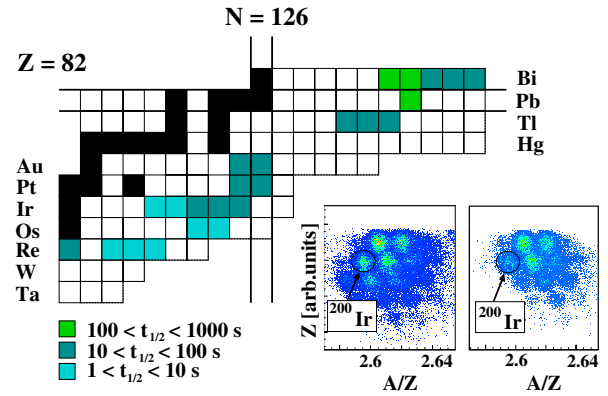 N = 126
Z = 82
Bi
Pb
Tl
Hg
Au
Pt
Ir
Os
Re
W
Ta
100 < t1/2 < 1000 s
10 < t1/2 < 100 s
1 < t1/2 < 10 s
Z [arb.units]
200Ir
2.6 2.64
A/Z
200Ir
2.6 2.64
A/Z